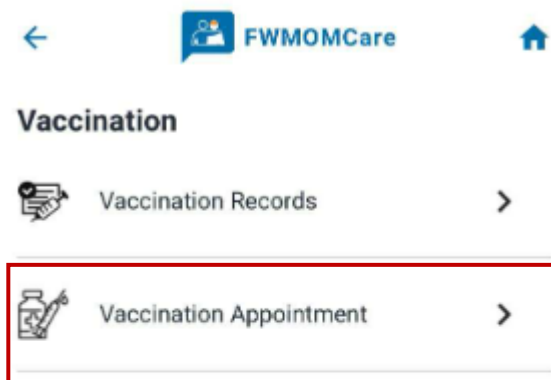 FWMOMCare
Vaccination
Vaccination Records
Vaccination Appointment